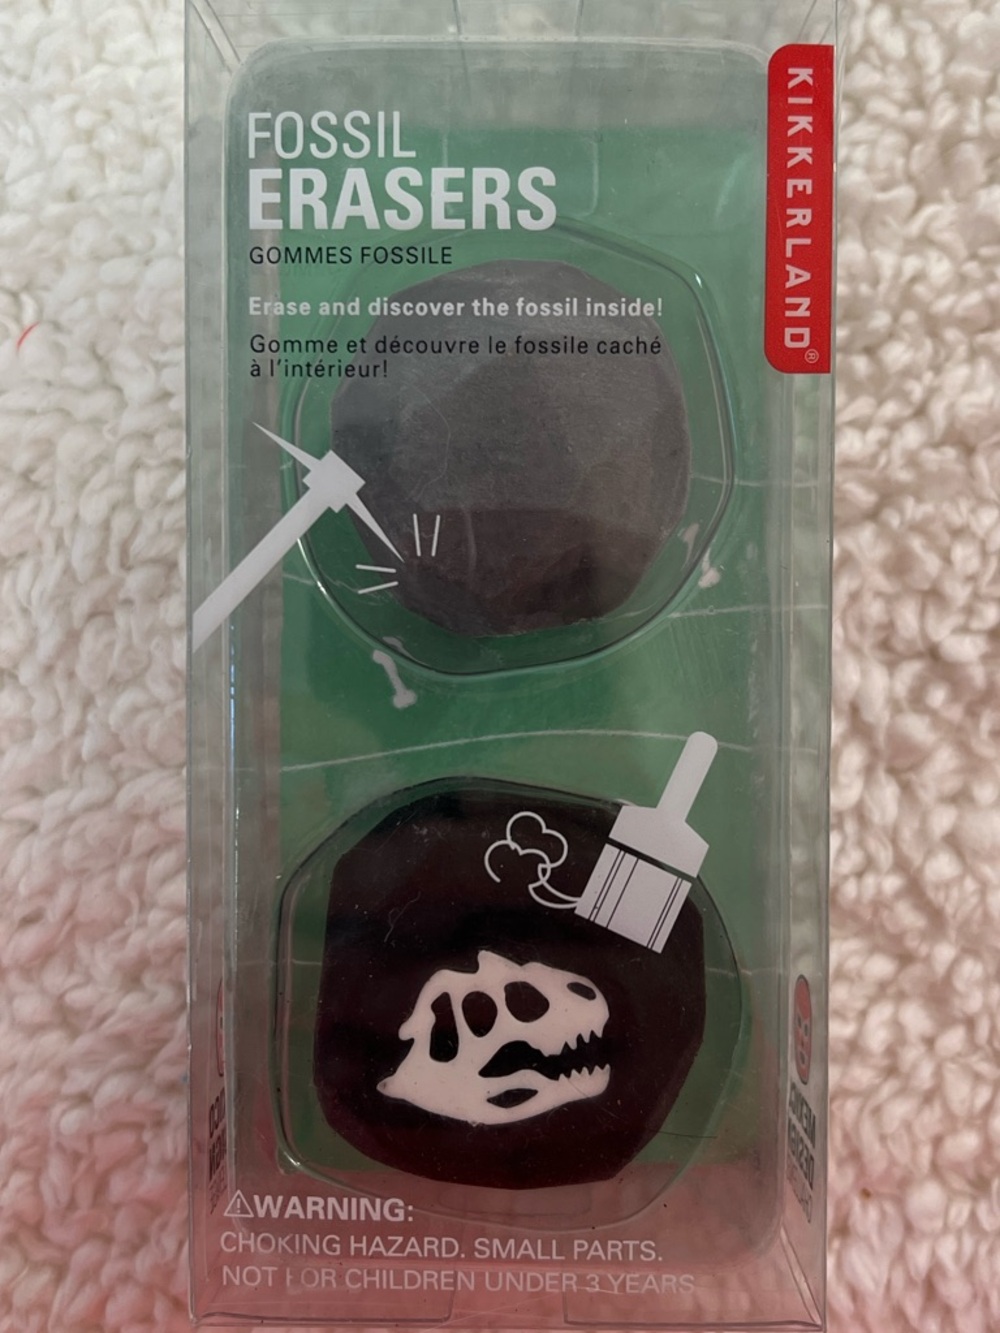 FOSSIL
ERASERS
GOMMES FOSSILE
Erase and discover the fossil inside!
Gomme et découvre le fossile caché
à l'intérieur!
KIKKERLAND®
⚠WARNING:
CHOKING HAZARD. SMALL PARTS.
NOT FOR CHILDREN UNDER 3 YEARS